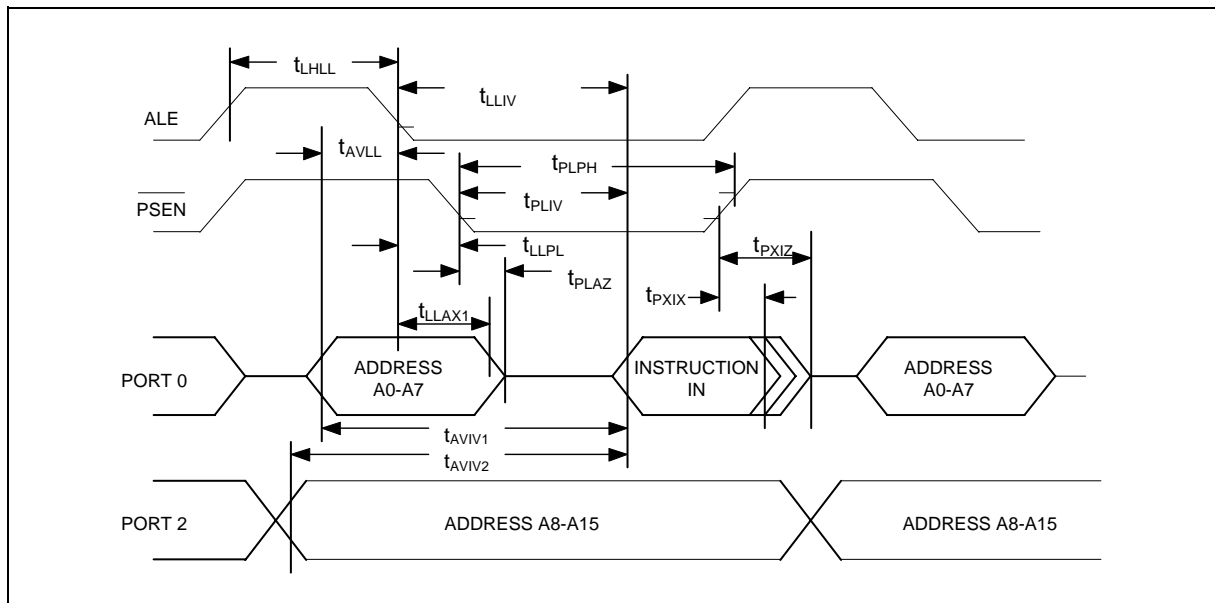 tLHLL
tLLIV
ALE
tAVLL
tPLPH
PSEN
tPLIV
tLLPL
tPXIZ
tPLAZ
tPXIX
tLLAX1
PORT 0
ADDRESS
A0-A7
INSTRUCTION
IN
ADDRESS
A0-A7
tAVIV1
tAVIV2
PORT 2
ADDRESS A8-A15
ADDRESS A8-A15